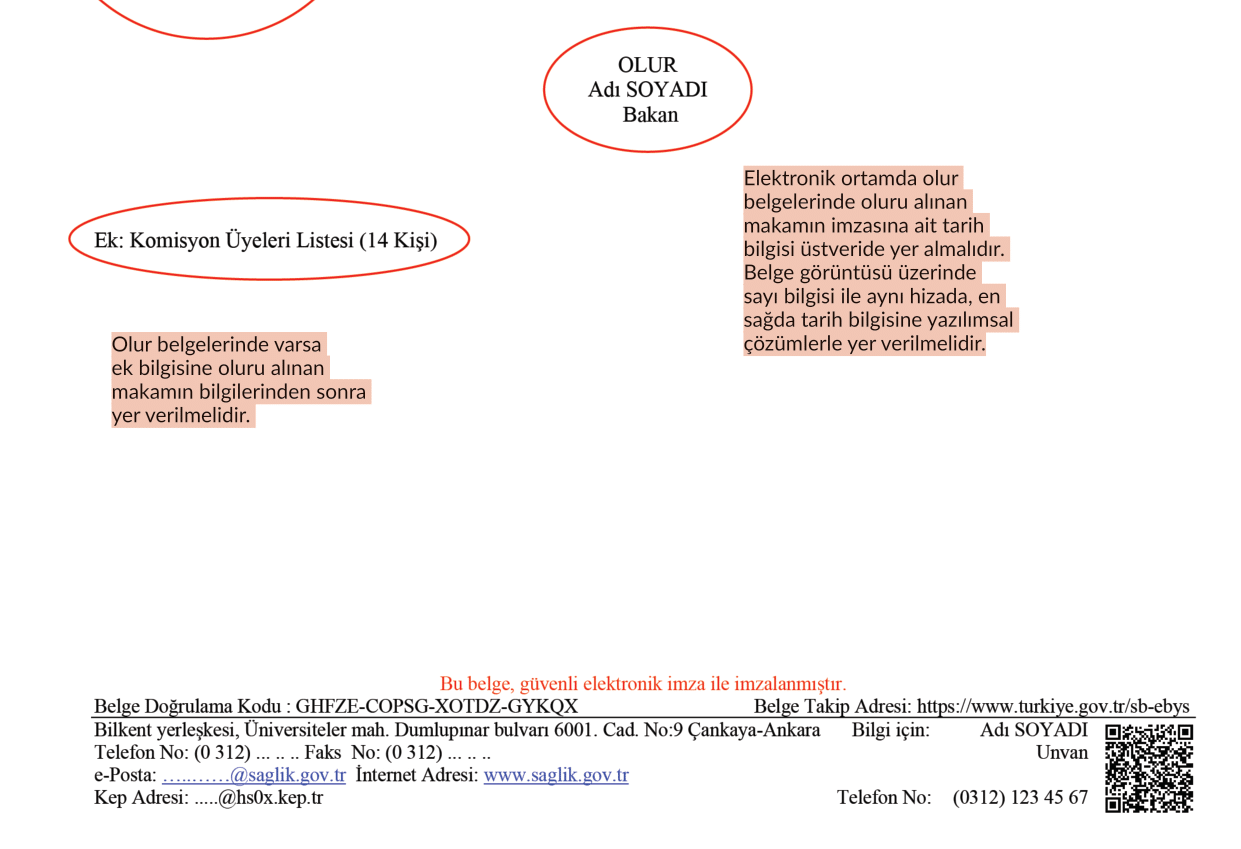 OLUR
Adı SOYADI
Bakan
Elektronik ortamda olur
belgelerinde oluru alınan
makamın imzasına ait tarih
bilgisi üstveride yer almalıdır.
Belge görüntüsü üzerinde
sayı bilgisi ile aynı hizada, en
sağda tarih bilgisine yazılımsal
çözümlerle yer verilmelidir.
Ek: Komisyon Üyeleri Listesi (14 Kişi)
Olur belgelerinde varsa
ek bilgisine oluru alınan
makamın bilgilerinden sonra
yer verilmelidir.
Bu belge, güvenli elektronik imza ile imzalanmıştır.
Belge Doğrulama Kodu : GHFZE-COPSG-XOTDZ-GYKQX Belge Takip Adresi: https://www.turkiye.gov.tr/sb-ebys
Bilkent yerleşkesi, Üniversiteler mah. Dumlupınar bulvarı 6001. Cad. No:9 Çankaya-Ankara Bilgi için: Adı SOYADI
Telefon No: (0 312) ... .. .. Faks No: (0 312) ... .. .. Unvan
e-Posta: ….……@saglik.gov.tr İnternet Adresi: www.saglik.gov.tr
Kep Adresi: .....@hs0x.kep.tr Telefon No: (0312) 123 45 67